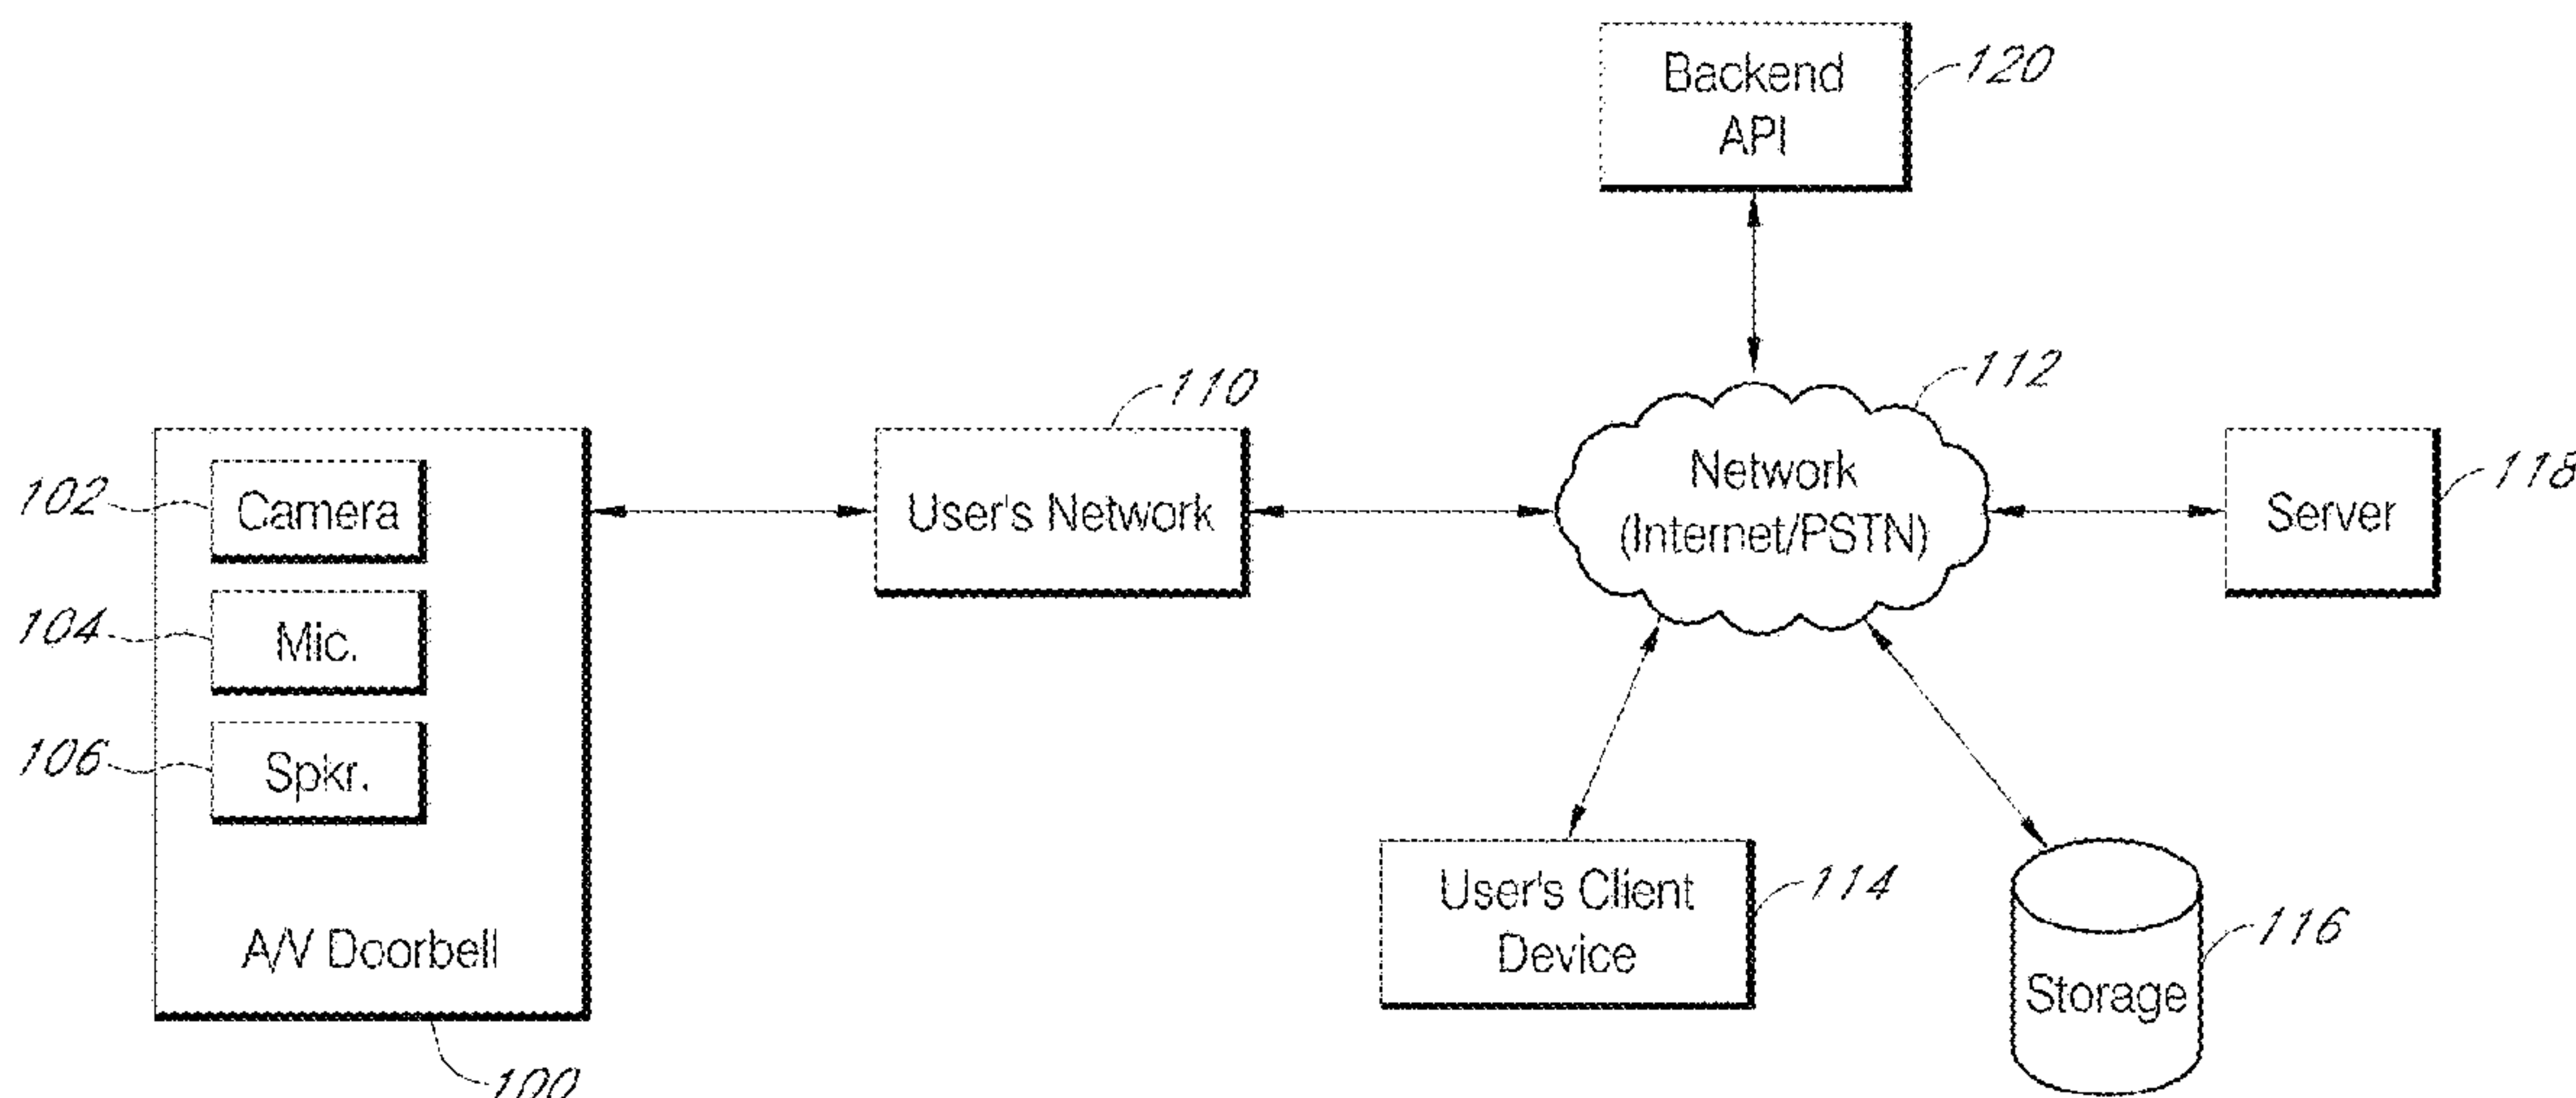 Backend
API
120
110
112
102
Camera
User's Network
Network
(Internet/PSTN)
Server
118
104
Mic.
106
Spkr.
User's Client
Device
114
A/V Doorbell
116
Storage
100